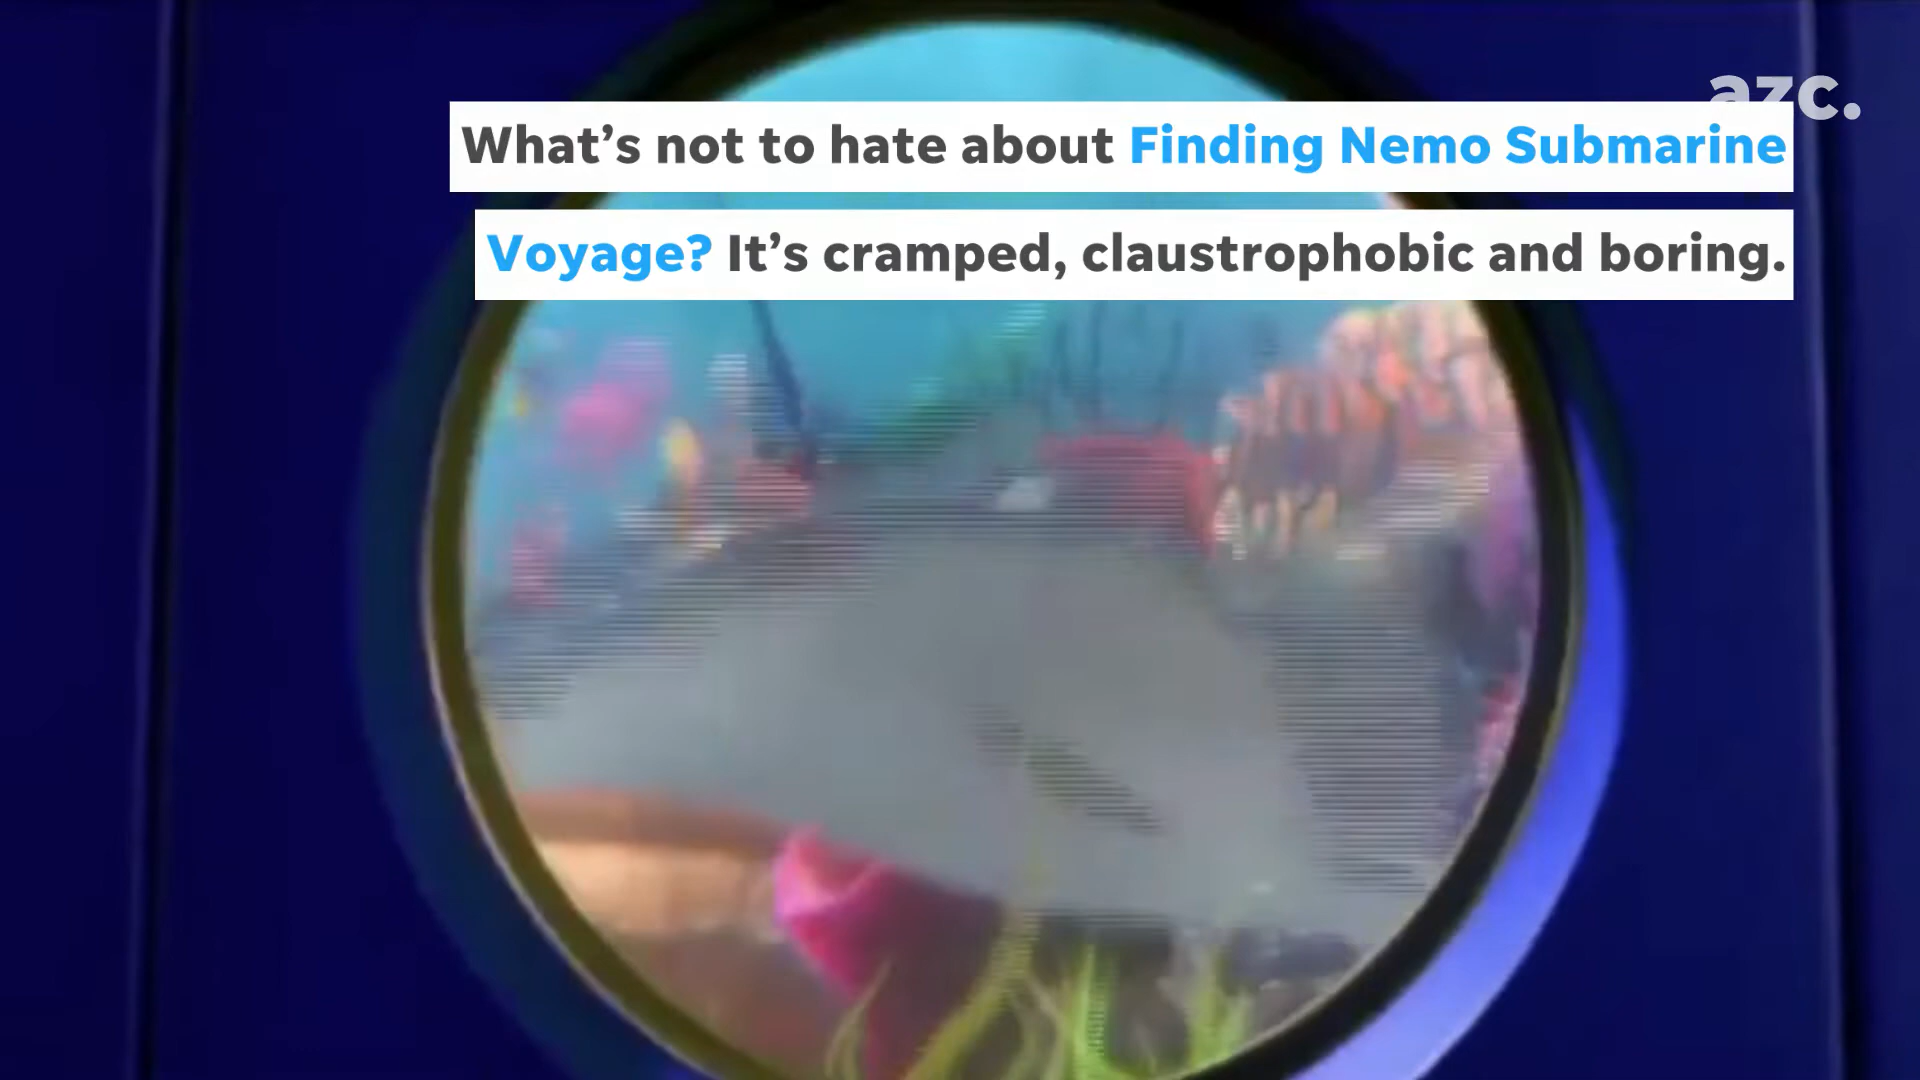 azc.
What’s not to hate about Finding Nemo Submarine
Voyage? It’s cramped, claustrophobic and boring.